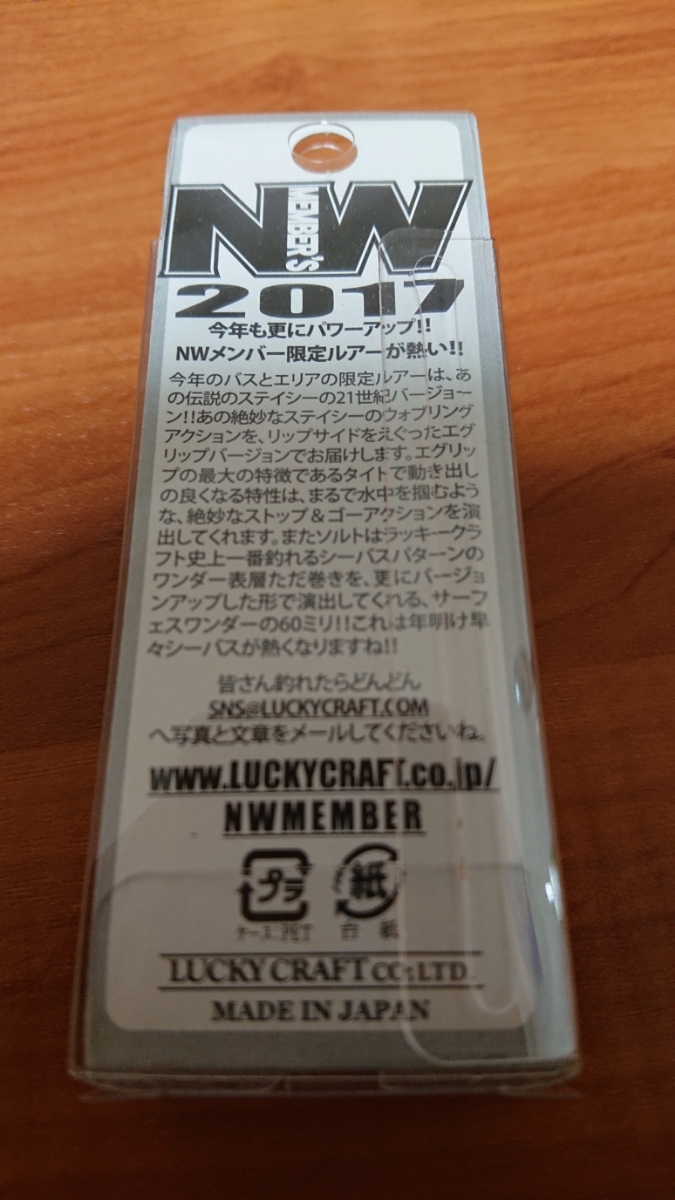 NW
MEMBER'S
2017
今年も更にパワーアップ!!
NWメンバー限定ルアーが熱い!!
今年のバスとエリアの限定ルアーは、あ
の伝説のステイシーの21世紀バージョー
ン!!あの絶妙なステイシーのウォブリング
アクションを、リップサイドをえぐったエグ
リップバージョンでお届けします。エグリッ
プの最大の特徴であるタイトで動き出し
の良くなる特性は、まるで水中を掴むよう
な、絶妙なストップ&ゴーアクションを演
出してくれます。またソルトはラッキークラ
フト史上一番釣れるシーバスパターンの
ワンダー表層ただ巻きを、更にバージョ
ンアップした形で演出してくれる、サーフ
ェスワンダーの60ミリ!!これは年明け早
々シーバスが熱くなりますね!!
皆さん釣れたらどんどん
SNS@LUCKYCRAFT.COM
へ写真と文章をメールしてくださいね。
www.LUCKYCRAFT.co.jp/
NWMEMBER
プラ 紙
ケース:PET 台紙
LUCKY CRAFT CO.,LTD
MADE IN JAPAN